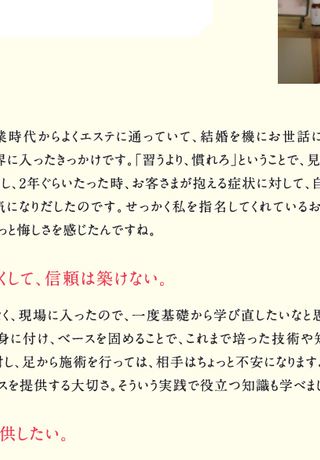 業時代からよくエステに通っていて、結婚を機にお世話に
界に入ったきっかけです。「習うより、慣れろ」ということで、見
し、2年ぐらいたった時、お客さまが抱える症状に対して、自
気になりだしたのです。せっかく私を指名してくれているお
っと悔しさを感じたんですね。
くして、信頼は築けない。
く、現場に入ったので、一度基礎から学び直したいなと思
身に付け、ベースを固めることで、これまで培った技術や知
対し、足から施術を行っては、相手はちょっと不安になります。
スを提供する大切さ。そういう実践で役立つ知識も学べまし
供したい。